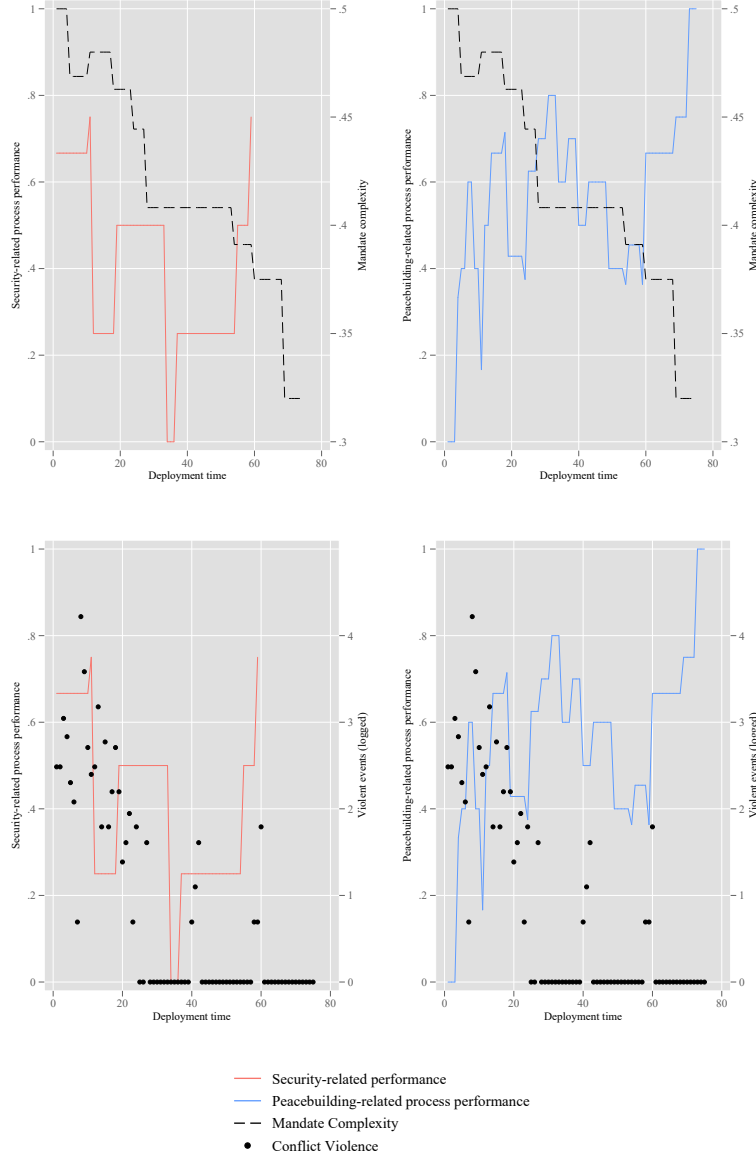 1
.8
.6
.4
.2
0
Security-related process performance
.5
.45
.4
.35
.3
Mandate complexity
0 20 40 60 80
Deployment time
1
.8
.6
.4
.2
0
Peacebuilding-related process performance
.5
.45
.4
.35
.3
Mandate complexity
0 20 40 60 80
Deployment time
1
.8
.6
.4
.2
0
Security-related process performance
4
3
2
1
0
Violent events (logged)
0 20 40 60 80
Deployment time
1
.8
.6
.4
.2
0
Peacebuilding-related process performance
4
3
2
1
0
Violent events (logged)
0 20 40 60 80
Deployment time
Security-related performance
Peacebuilding-related process performance
Mandate Complexity
Conflict Violence